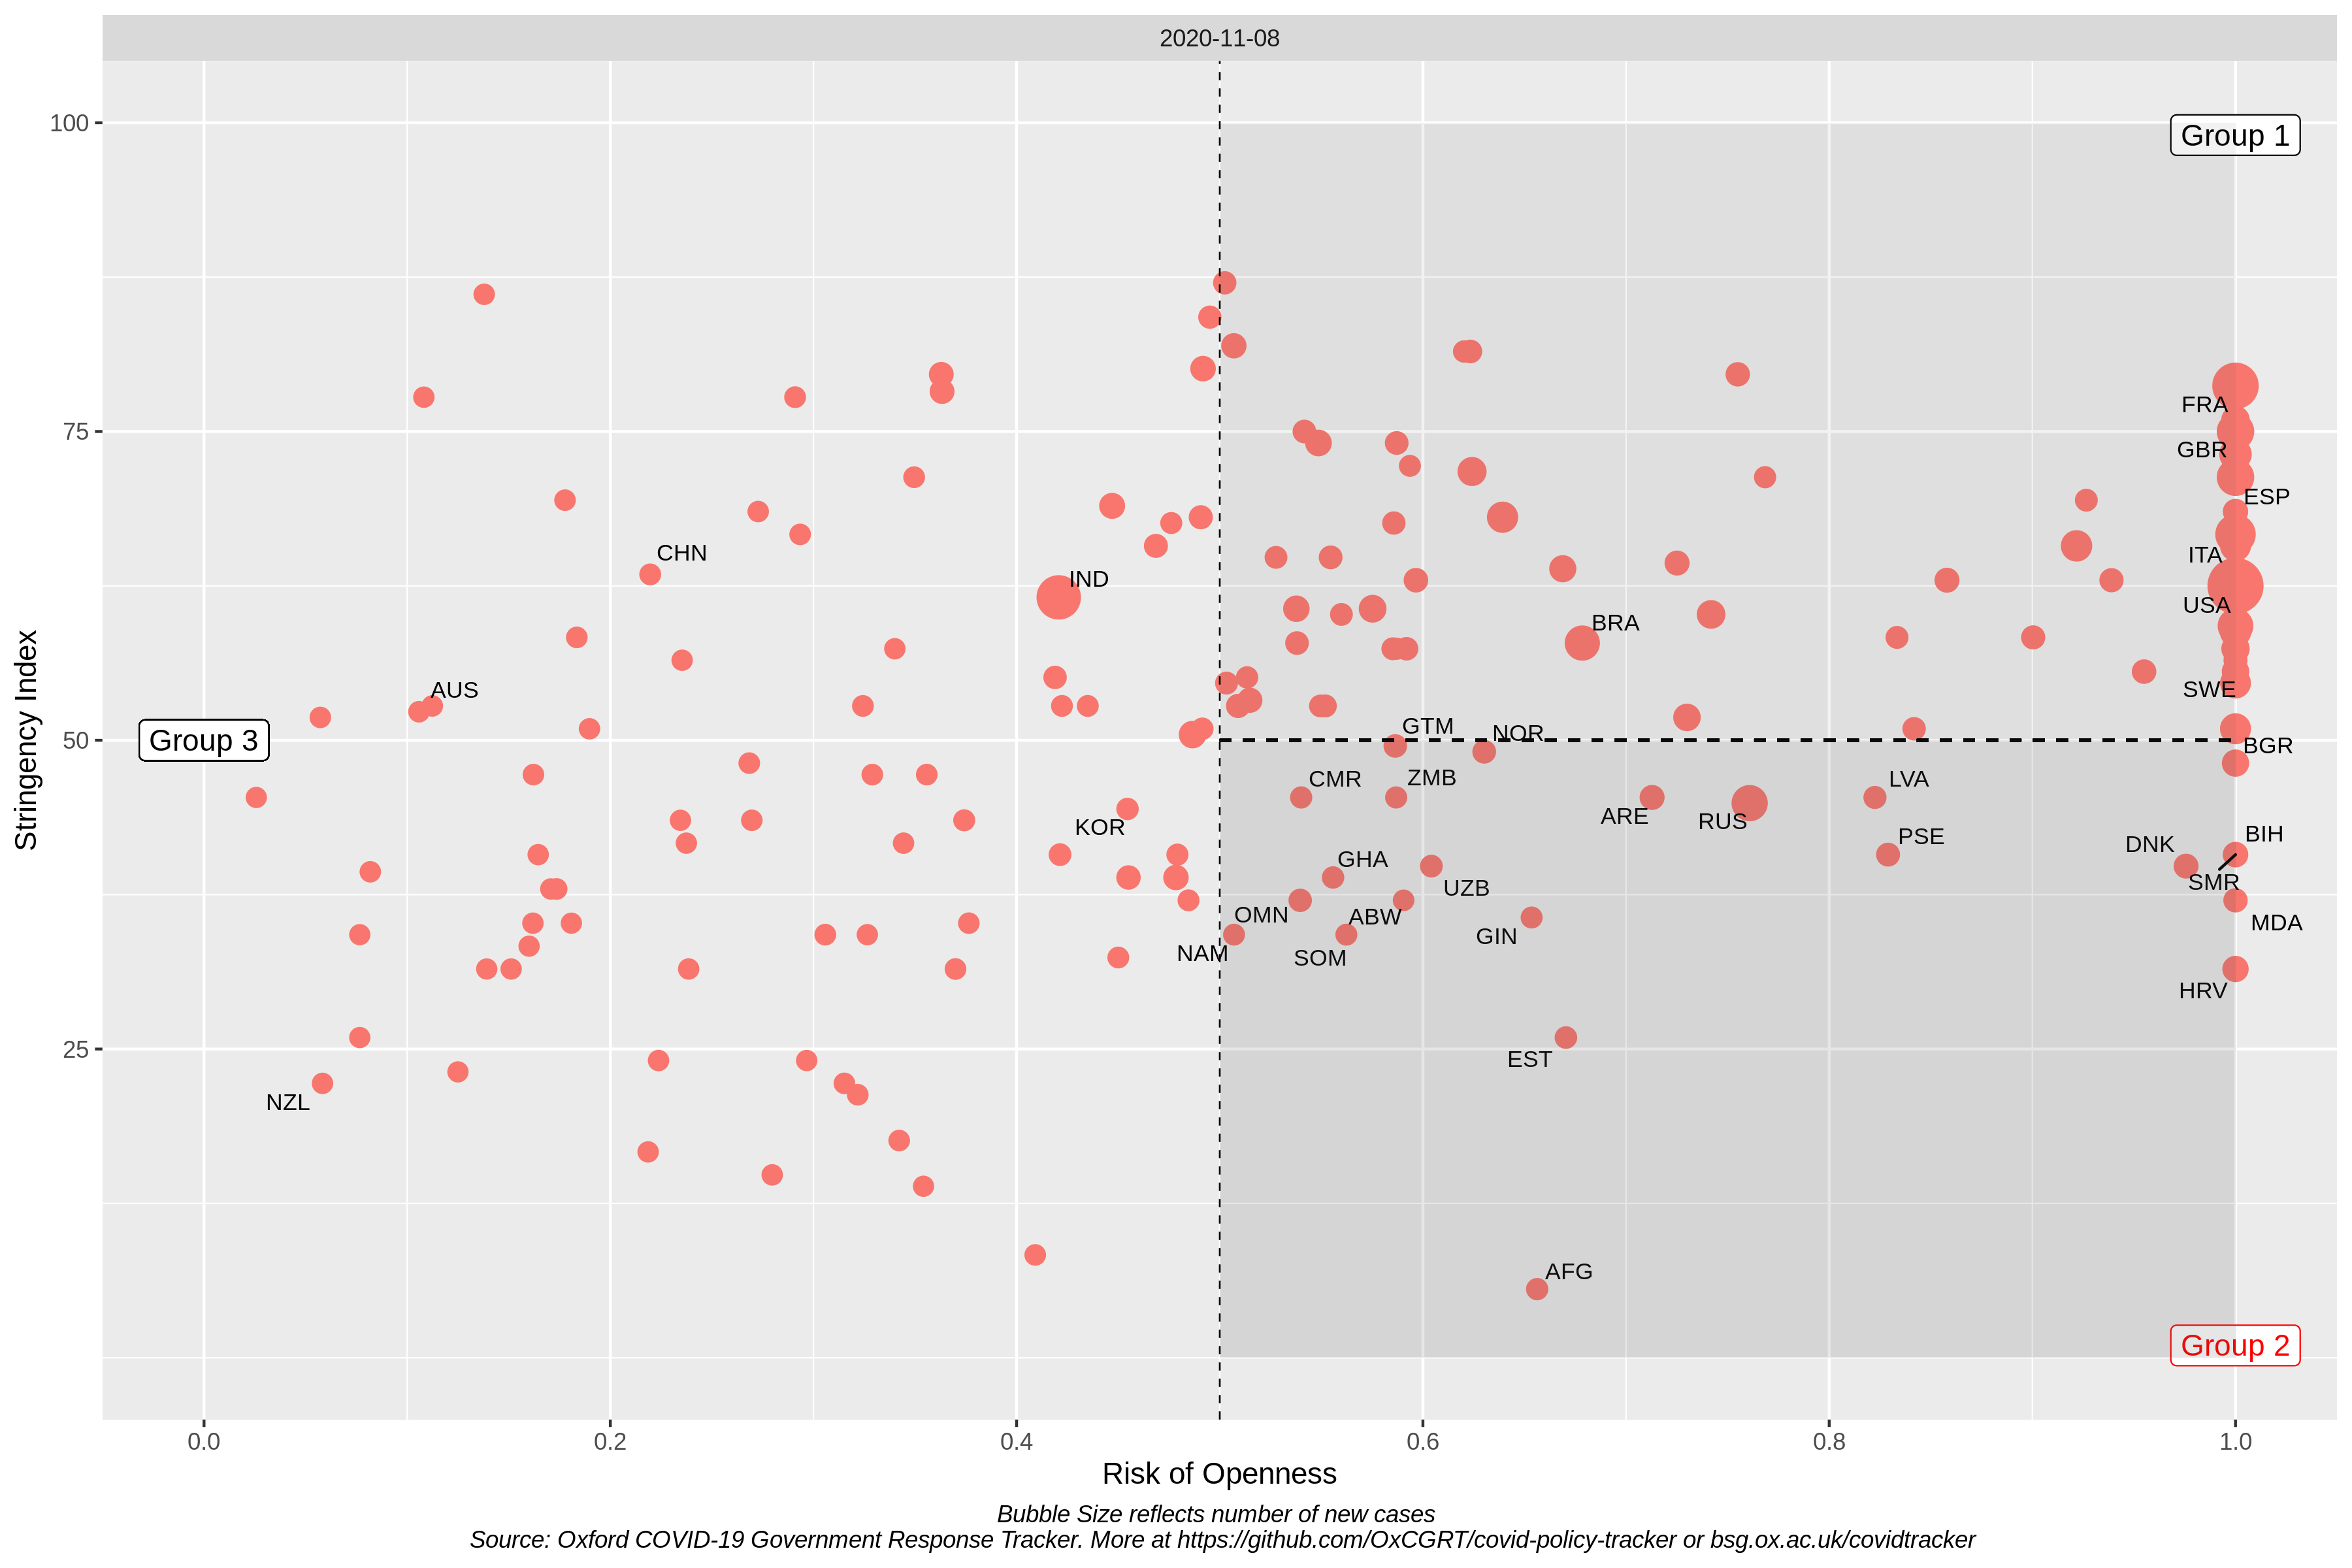 2020-11-08
100
Group 1
FRA
75
GBR
ESP
CHN
ITA
IND
USA
BRA
AUS
SWE
GTM
NOR
Group 3
50
BGR
CMR
ZMB
LVA
ARE
RUS
KOR
BIH
PSE
DNK
GHA
SMR
UZB
OMN
ABW
MDA
GIN
NAM
SOM
HRV
25
EST
NZL
AFG
Group 2
Stringency Index
0.0 0.2 0.4 0.6 0.8 1.0
Risk of Openness
Bubble Size reflects number of new cases
Source: Oxford COVID-19 Government Response Tracker. More at https://github.com/OxCGRT/covid-policy-tracker or bsg.ox.ac.uk/covidtracker